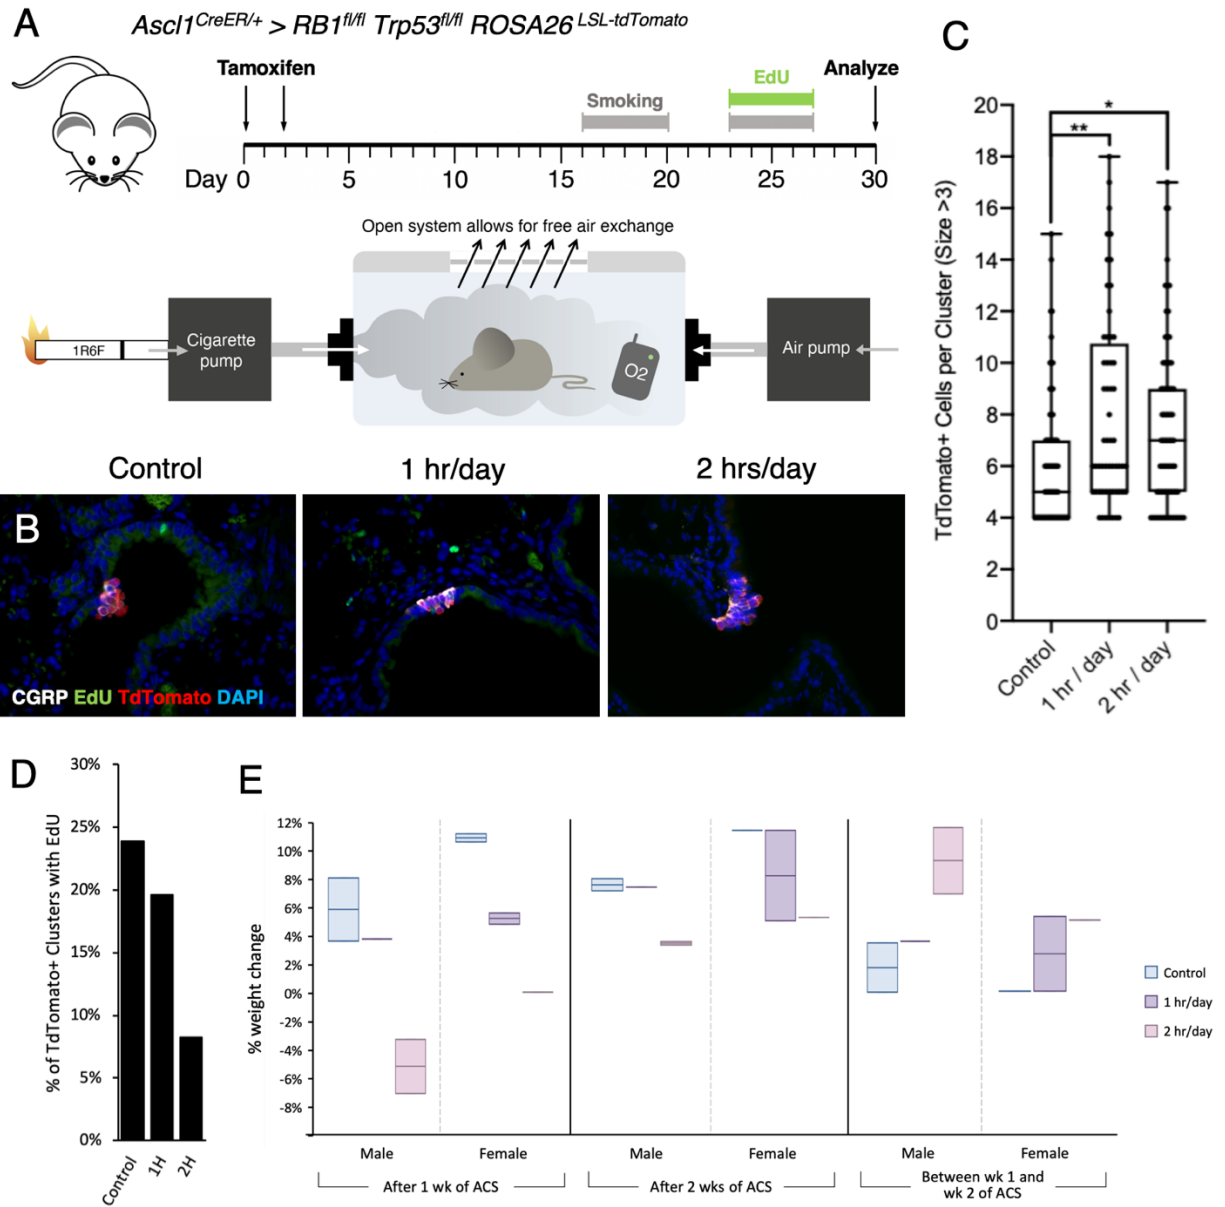 A
Ascl1CreER/+ > RB1fl/fl Trp53fl/fl ROSA26 LSL-tdTomato
Tamoxifen
Smoking
EdU
Analyze
Day 0 5 10 15 20 25 30
Open system allows for free air exchange
1R6F
Cigarette
pump
O2
Air pump
Control 1 hr/day 2 hrs/day
B
CGRP EdU TdTomato DAPI
C
TdTomato+ Cells per Cluster (Size >3)
20
18
16
14
12
10
8
6
4
2
0
*
**
Control
1 hr / day
2 hr / day
D
% of TdTomato+ Clusters with EdU
30%
25%
20%
15%
10%
5%
0%
Control
1H
2H
E
% weight change
12%
10%
8%
6%
4%
2%
0%
-2%
-4%
-6%
-8%
Male Female Male Female Male Female
After 1 wk of ACS
After 2 wks of ACS
Between wk 1 and
wk 2 of ACS
Control
1 hr/day
2 hr/day